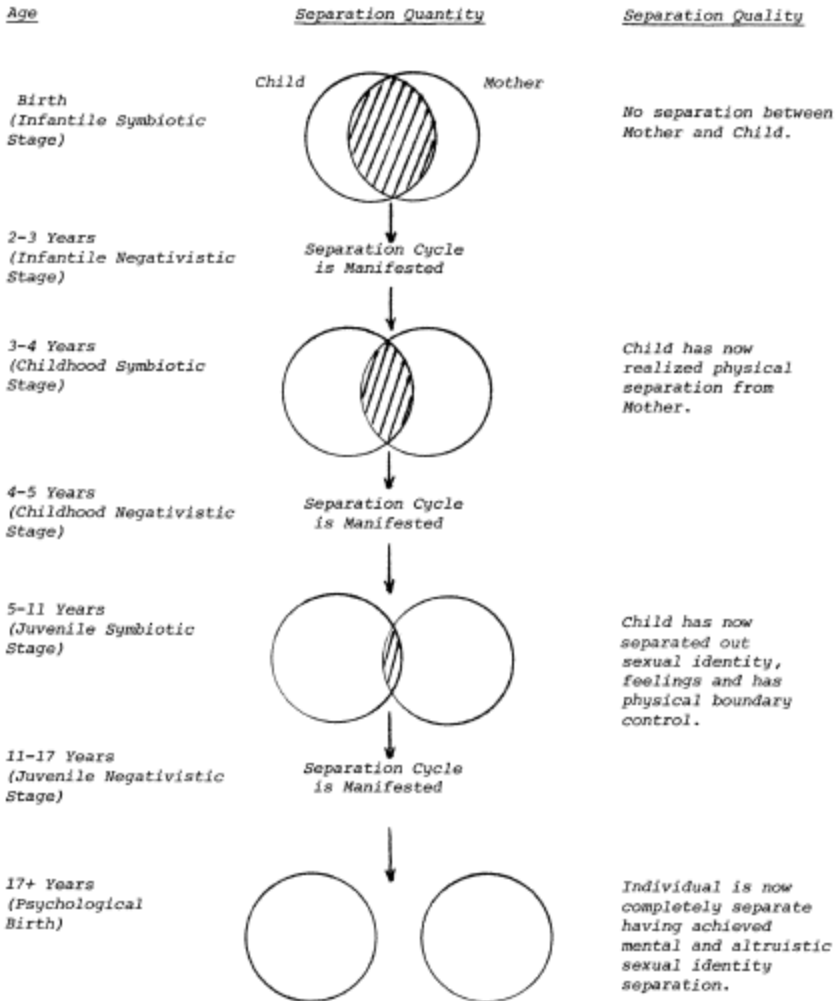 Age Separation Quantity Separation Quality
Child Mother
Birth
(Infantile Symbiotic
Stage)
No separation between
Mother and Child.
2-3 Years
(Infantile Negativistic
Stage)
Separation Cycle
is Manifested
3-4 Years
(Childhood Symbiotic
Stage)
Child has now
realized physical
separation from
Mother.
4-5 Years
(Childhood Negativistic
Stage)
Separation Cycle
is Manifested
5-11 Years
(Juvenile Symbiotic
Stage)
Child has now
separated out
sexual identity,
feelings and has
physical boundary
control.
11-17 Years
(Juvenile Negativistic
Stage)
Separation Cycle
is Manifested
17+ Years
(Psychological
Birth)
Individual is now
completely separate
having achieved
mental and altruistic
sexual identity
separation.